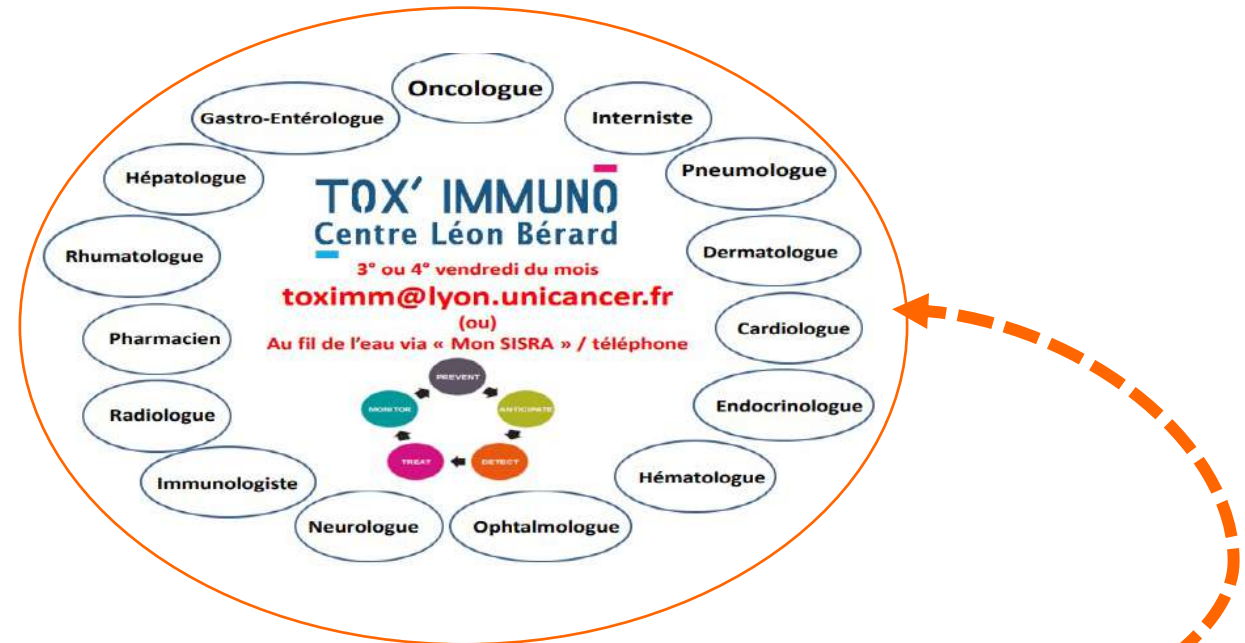 Oncologue
Gastro-Entérologue
Interniste
Hépatologue
Pneumologue
TOX' IMMUNO
Centre Léon Bérard
Rhumatologue
Dermatologue
3° ou 4° vendredi du mois
toximm@lyon.unicancer.fr
(ou)
Au fil de l'eau via « Mon SISRA » / téléphone
Pharmacien
Cardiologue
PREVENT
MONITOR
ANTICIPATE
TREAT
DETECT
Radiologue
Endocrinologue
Immunologiste
Hématologue
Neurologue
Ophtalmologue